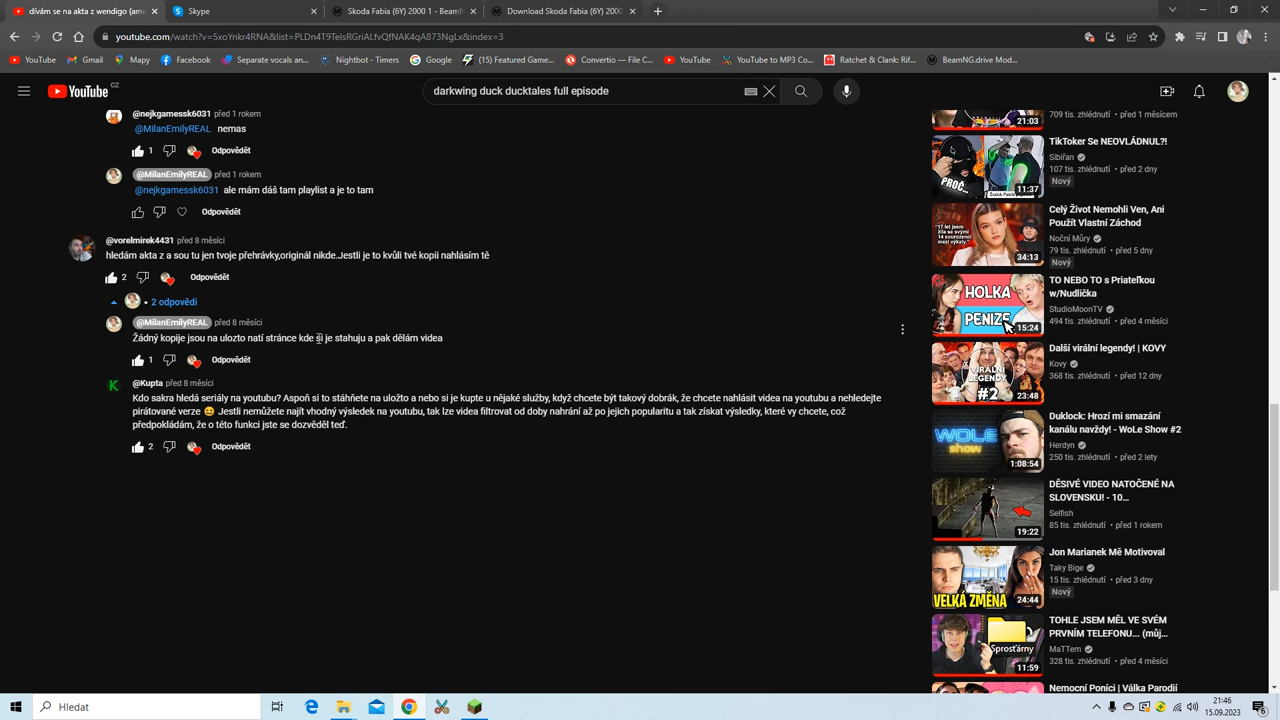 dívám se na akta z wendigo (ame
Skype
Skoda Fabia (6Y) 2000 1 - Beam
Download Skoda Fabia (6Y) 2000
youtube.com/watch?v=5xoYnkr4RNA&list=PLDn4T9TelsRGriALfvQfNAK4qA873NgLx&index=3
YouTube
Gmail
Mapy
Facebook
Separate vocals an...
Nightbot - Timers
Google
(15) Featured Game...
Convertio — File C...
YouTube
YouTube to MP3 Co...
Ratchet & Clank: Rif...
BeamNG.drive Mod...
YouTube CZ
darkwing duck ducktales full episode
@nejkgamessk6031 před 1 rokem
@MilanEmilyREAL nemas
1 Odpovědět
@MilanEmilyREAL před 1 rokem
@nejkgamessk6031 ale mám dáš tam playlist a je to tam
Odpovědět
@vorelmirek4431 před 8 měsíci
hledám akta z a sou tu jen tvoje přehrávky,originál nikde.Jestli je to kvůli tvé kopii nahlásím tě
2 Odpovědět
2 odpovědi
@MilanEmilyREAL před 8 měsíci
Žádný kopije jsou na ulozto natí stránce kde ji je stahuju a pak dělám videa
1 Odpovědět
K
@Kupta před 8 měsíci
Kdo sakra hledá seriály na youtubu? Aspoň si to stáhněte na uložto a nebo si je kupte u nějaké služby, když chcete být takový dobrák, že chcete nahlásit videa na youtubu a nehledejte
pirátované verze 😀 Jestli nemůžete najít vhodný výsledek na youtubu, tak lze videa filtrovat od doby nahrání až po jejich popularitu a tak získat výsledky, které vy chcete, což
předpokládám, že o této funkci jste se dozvěděl teď.
2 Odpovědět
21:03
709 tis. zhlédnutí • před 1 měsícem
PROČ...
11:37
TikToker Se NEOVLÁDNUL?!
Sibiřan
107 tis. zhlédnutí • před 2 dny
Nový
"17 let jsem
žila se svými
14 sourozenci
mezi výkaly."
34:13
Celý Život Nemohli Ven, Ani
Použít Vlastní Záchod
Noční Můry
79 tis. zhlédnutí • před 5 dny
Nový
HOLKA
PENIZE
15:24
TO NEBO TO s Priateľkou
w/Nudlička
StudioMoonTV
494 tis. zhlédnutí • před 4 měsíci
VIRÁLNÍ
LEGENDY
#2
23:48
Další virální legendy! | KOVY
Kovy
368 tis. zhlédnutí • před 12 dny
WOLE
show
1:08:54
Duklock: Hrozí mi smazání
kanálu navždy! - WoLe Show #2
Herdyn
250 tis. zhlédnutí • před 2 lety
19:22
DĚSIVÉ VIDEO NATOČENÉ NA
SLOVENSKU! - 10...
Selfish
85 tis. zhlédnutí • před 1 rokem
VELKÁ ZMĚNA
24:44
Jon Marianek Mě Motivoval
Taky Bige
15 tis. zhlédnutí • před 3 dny
Nový
Sprosťárny
11:59
TOHLE JSEM MĚL VE SVÉM
PRVNÍM TELEFONU... (můj...
MaTTem
328 tis. zhlédnutí • před 4 měsíci
Nemocní Poníci | Válka Parodií
Hledat
21:46
15.09.2023
6